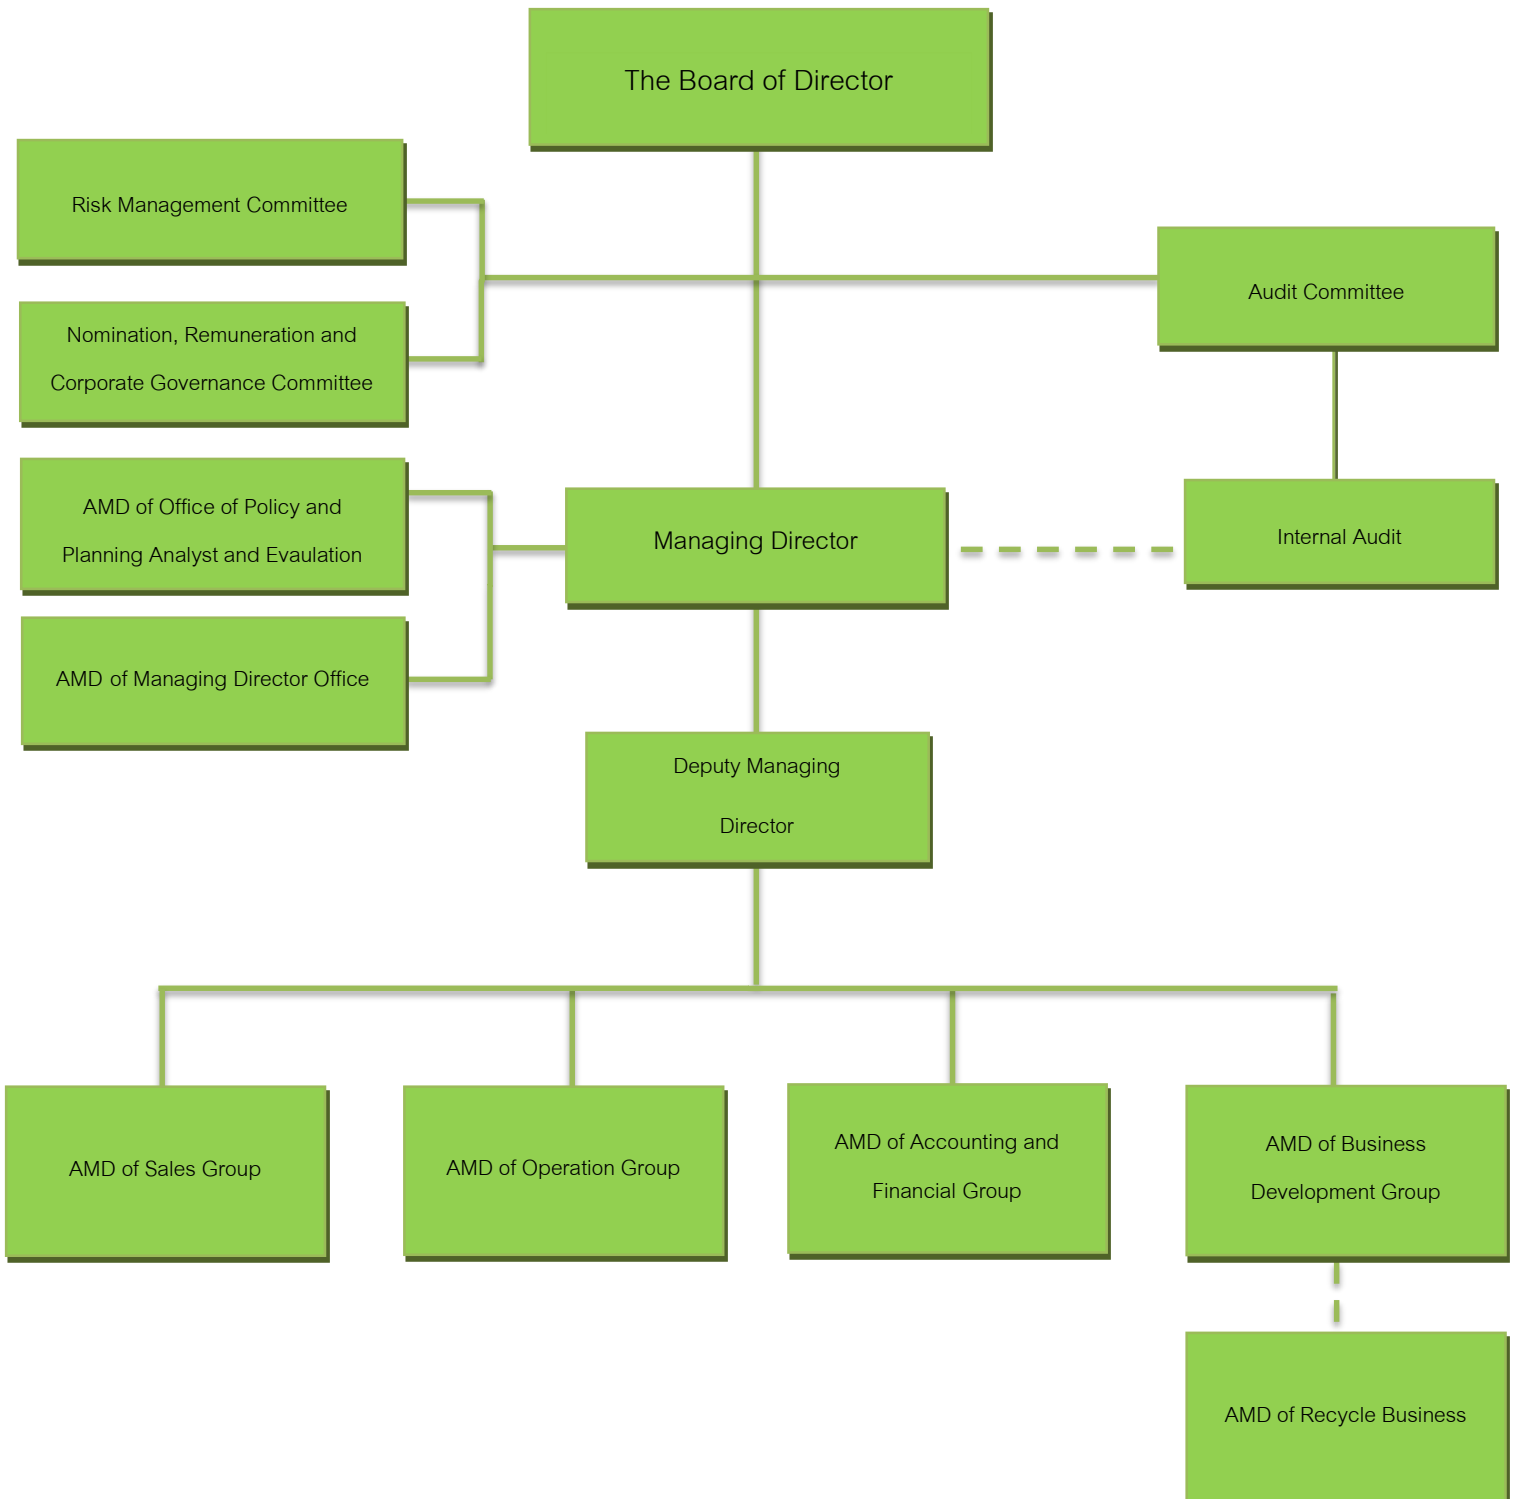 The Board of Director
Risk Management Committee
Audit Committee
Nomination, Remuneration and
Corporate Governance Committee
AMD of Office of Policy and
Planning Analyst and Evaulation
Managing Director
Internal Audit
AMD of Managing Director Office
Deputy Managing
Director
AMD of Sales Group
AMD of Operation Group
AMD of Accounting and
Financial Group
AMD of Business
Development Group
AMD of Recycle Business